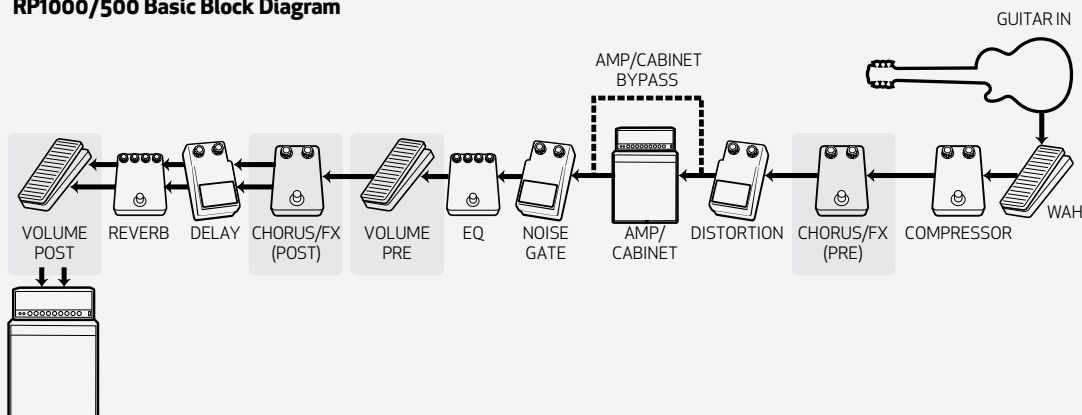 RP1000/500 Basic Block Diagram
GUITAR IN
AMP/CABINET
BYPASS
WAH
VOLUME
POST
REVERB
DELAY
CHORUS/FX
(POST)
VOLUME
PRE
EQ
NOISE
GATE
AMP/
CABINET
DISTORTION
CHORUS/FX
(PRE)
COMPRESSOR